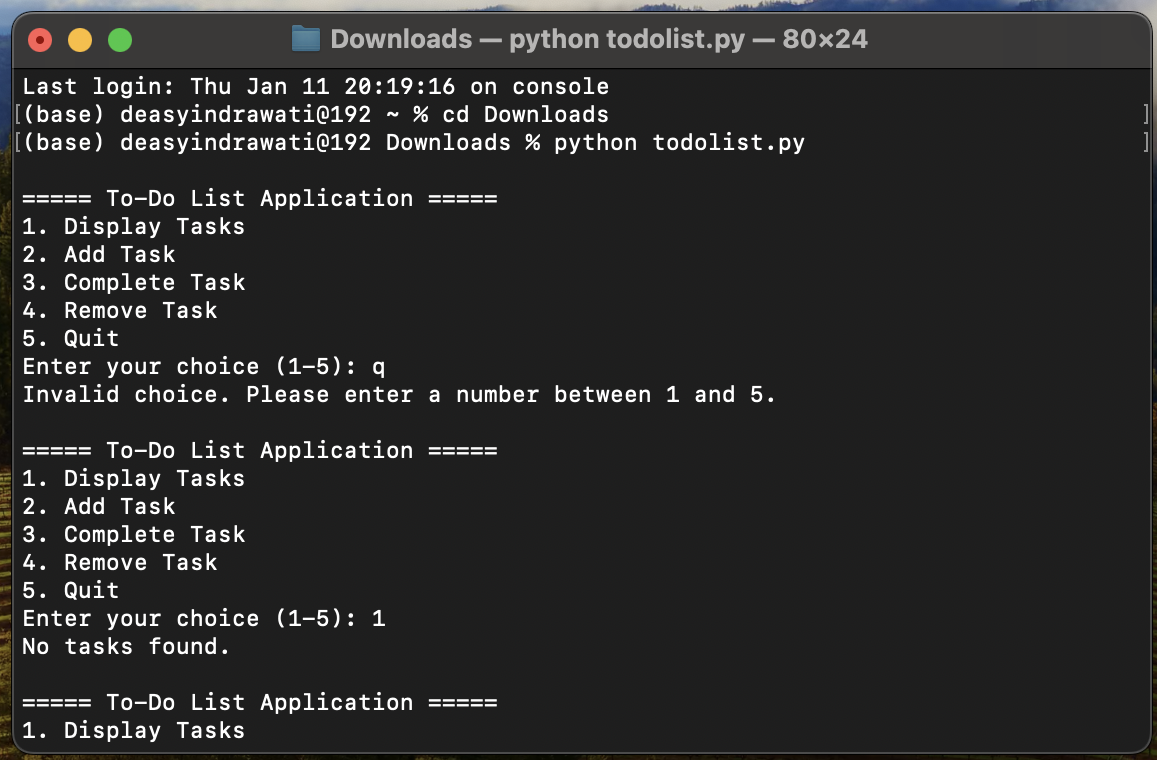 Downloads — python todolist.py — 80×24
Last login: Thu Jan 11 20:19:16 on console
[(base) deasyindrawati@192 ~ % cd Downloads ]
[(base) deasyindrawati@192 Downloads % python todolist.py ]
===== To-Do List Application =====
1. Display Tasks
2. Add Task
3. Complete Task
4. Remove Task
5. Quit
Enter your choice (1-5): q
Invalid choice. Please enter a number between 1 and 5.
===== To-Do List Application =====
1. Display Tasks
2. Add Task
3. Complete Task
4. Remove Task
5. Quit
Enter your choice (1-5): 1
No tasks found.
===== To-Do List Application =====
1. Display Tasks